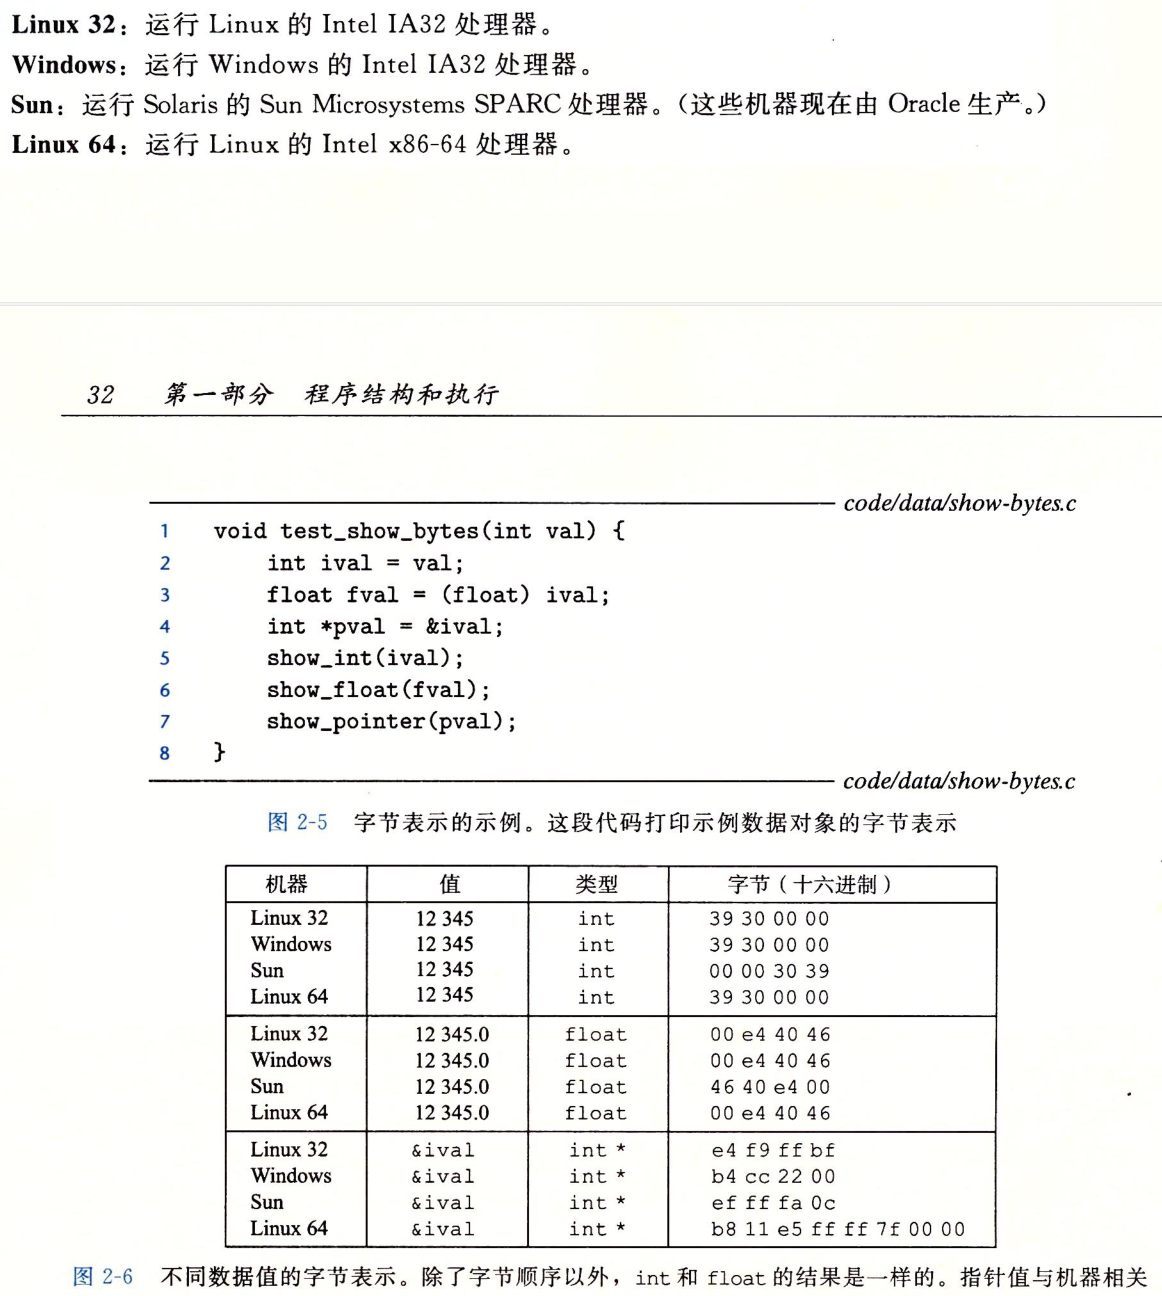 Linux 32：运行 Linux 的 Intel IA32 处理器。
Windows：运行 Windows 的 Intel IA32 处理器。
Sun：运行 Solaris 的 Sun Microsystems SPARC 处理器。（这些机器现在由 Oracle 生产。）
Linux 64：运行 Linux 的 Intel x86-64 处理器。
32 第一部分 程序结构和执行
code/data/show-bytes.c
1 void test_show_bytes(int val) {
2 int ival = val;
3 float fval = (float) ival;
4 int *pval = &ival;
5 show_int(ival);
6 show_float(fval);
7 show_pointer(pval);
8 }
code/data/show-bytes.c
图 2-5 字节表示的示例。这段代码打印示例数据对象的字节表示
机器 值 类型 字节（十六进制）
Linux 32 12 345 int 39 30 00 00
Windows 12 345 int 39 30 00 00
Sun 12 345 int 00 00 30 39
Linux 64 12 345 int 39 30 00 00
Linux 32 12 345.0 float 00 e4 40 46
Windows 12 345.0 float 00 e4 40 46
Sun 12 345.0 float 46 40 e4 00
Linux 64 12 345.0 float 00 e4 40 46
Linux 32 &ival int * e4 f9 ff bf
Windows &ival int * b4 cc 22 00
Sun &ival int * ef ff fa 0c
Linux 64 &ival int * b8 11 e5 ff ff 7f 00 00
图 2-6 不同数据值的字节表示。除了字节顺序以外，int 和 float 的结果是一样的。指针值与机器相关